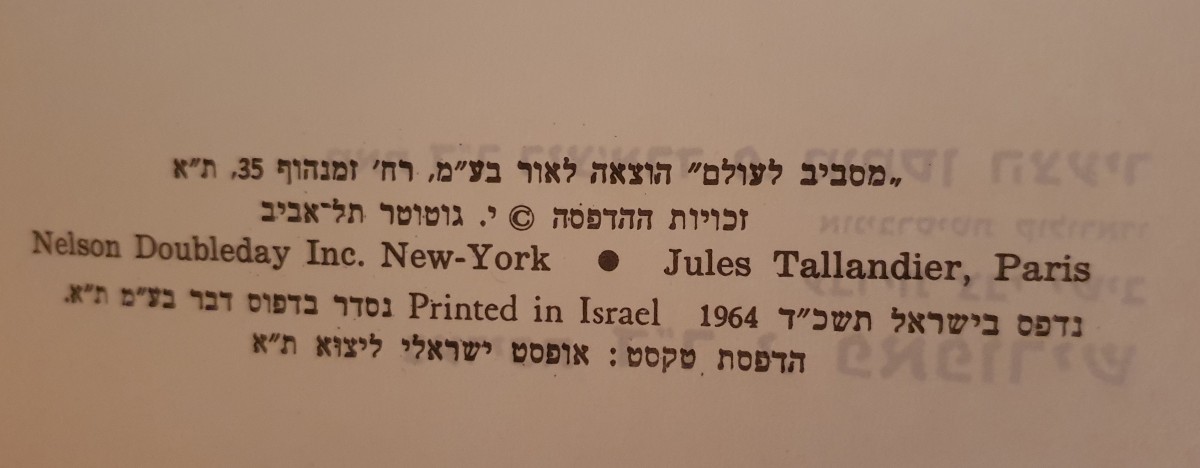 „מסביב לעולם" הוצאה לאור בע"מ, רח' זמנהוף 35, ת"א
זכויות ההדפסה © י. גוטוטר תל־אביב
Nelson Doubleday Inc. New-York ● Jules Tallandier, Paris
נדפס בישראל תשכ"ד 1964 Printed in Israel נסדר בדפוס דבר בע"מ ת"א.
הדפסת טקסט: אופסט ישראלי ליצוא ת"א